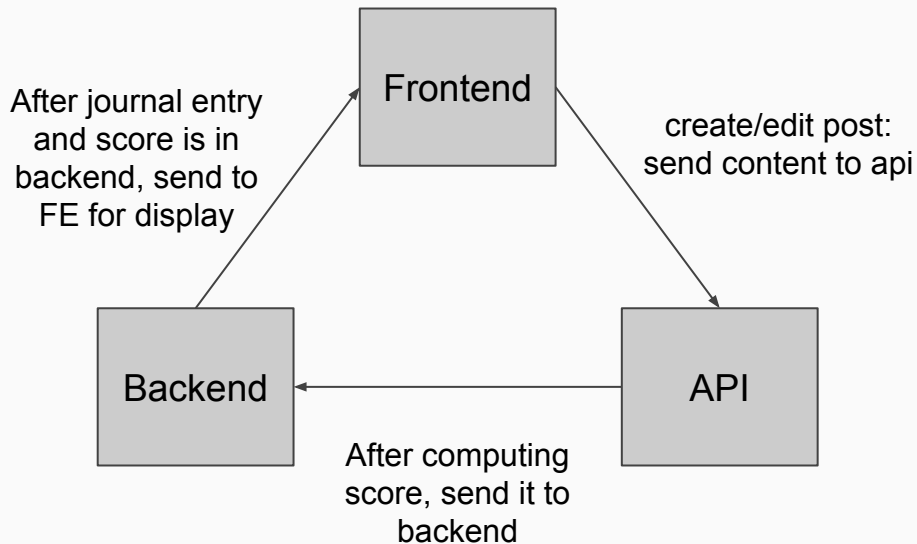 Frontend
After journal entry
and score is in
backend, send to
FE for display
create/edit post:
send content to api
Backend
API
After computing
score, send it to
backend